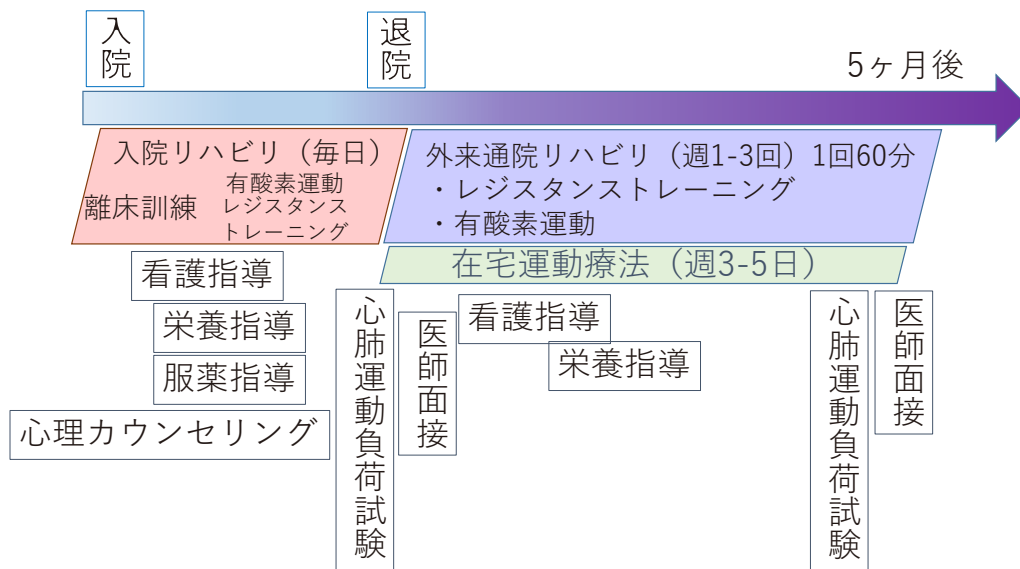 入院
退院
5ヶ月後
入院リハビリ（毎日）
離床訓練
有酸素運動
レジスタンス
トレーニング
外来通院リハビリ（週1-3回）1回60分
・レジスタンストレーニング
・有酸素運動
在宅運動療法（週3-5日）
看護指導
栄養指導
服薬指導
心理カウンセリング
心肺運動負荷試験
医師面接
看護指導
栄養指導
心肺運動負荷試験
医師面接